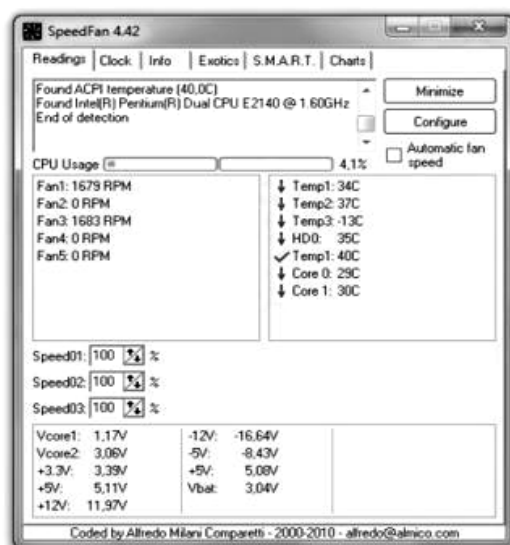 SpeedFan 4.42
Readings Clock Info Exotics S.M.A.R.T. Charts
Found ACPI temperature (40,0C)
Found Intel(R) Pentium(R) Dual CPU E2140 @ 1.60GHz
End of detection
Minimize
Configure
Automatic fan speed
CPU Usage 4,1%
Fan1: 1679 RPM
Fan2: 0 RPM
Fan3: 1683 RPM
Fan4: 0 RPM
Fan5: 0 RPM
Temp1: 34C
Temp2: 37C
Temp3: -13C
HD0: 35C
Temp1: 40C
Core 0: 29C
Core 1: 30C
Speed01: 100 %
Speed02: 100 %
Speed03: 100 %
Vcore1: 1,17V
Vcore2: 3,06V
+3.3V: 3,39V
+5V: 5,11V
+12V: 11,97V
-12V: -16,64V
-5V: -8,43V
+5V: 5,08V
Vbat: 3,04V
Coded by Alfredo Milani Comparetti - 2000-2010 - alfredo@almico.com